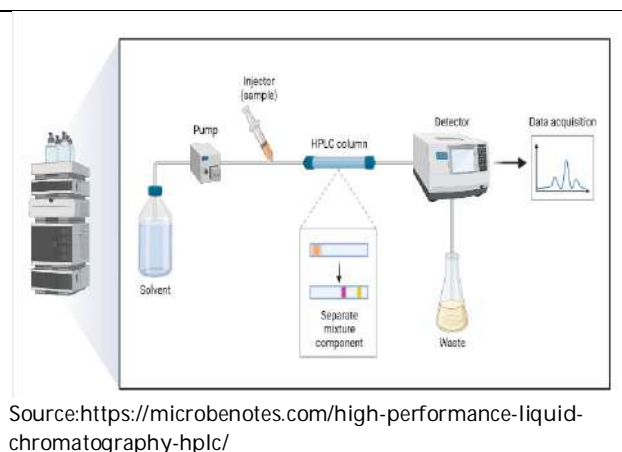 Injector
(sample)
Pump
HPLC column
Detector
Data acquisition
Solvent
Separate
mixture
component
Waste
Source:https://microbenotes.com/high-performance-liquid-
chromatography-hplc/